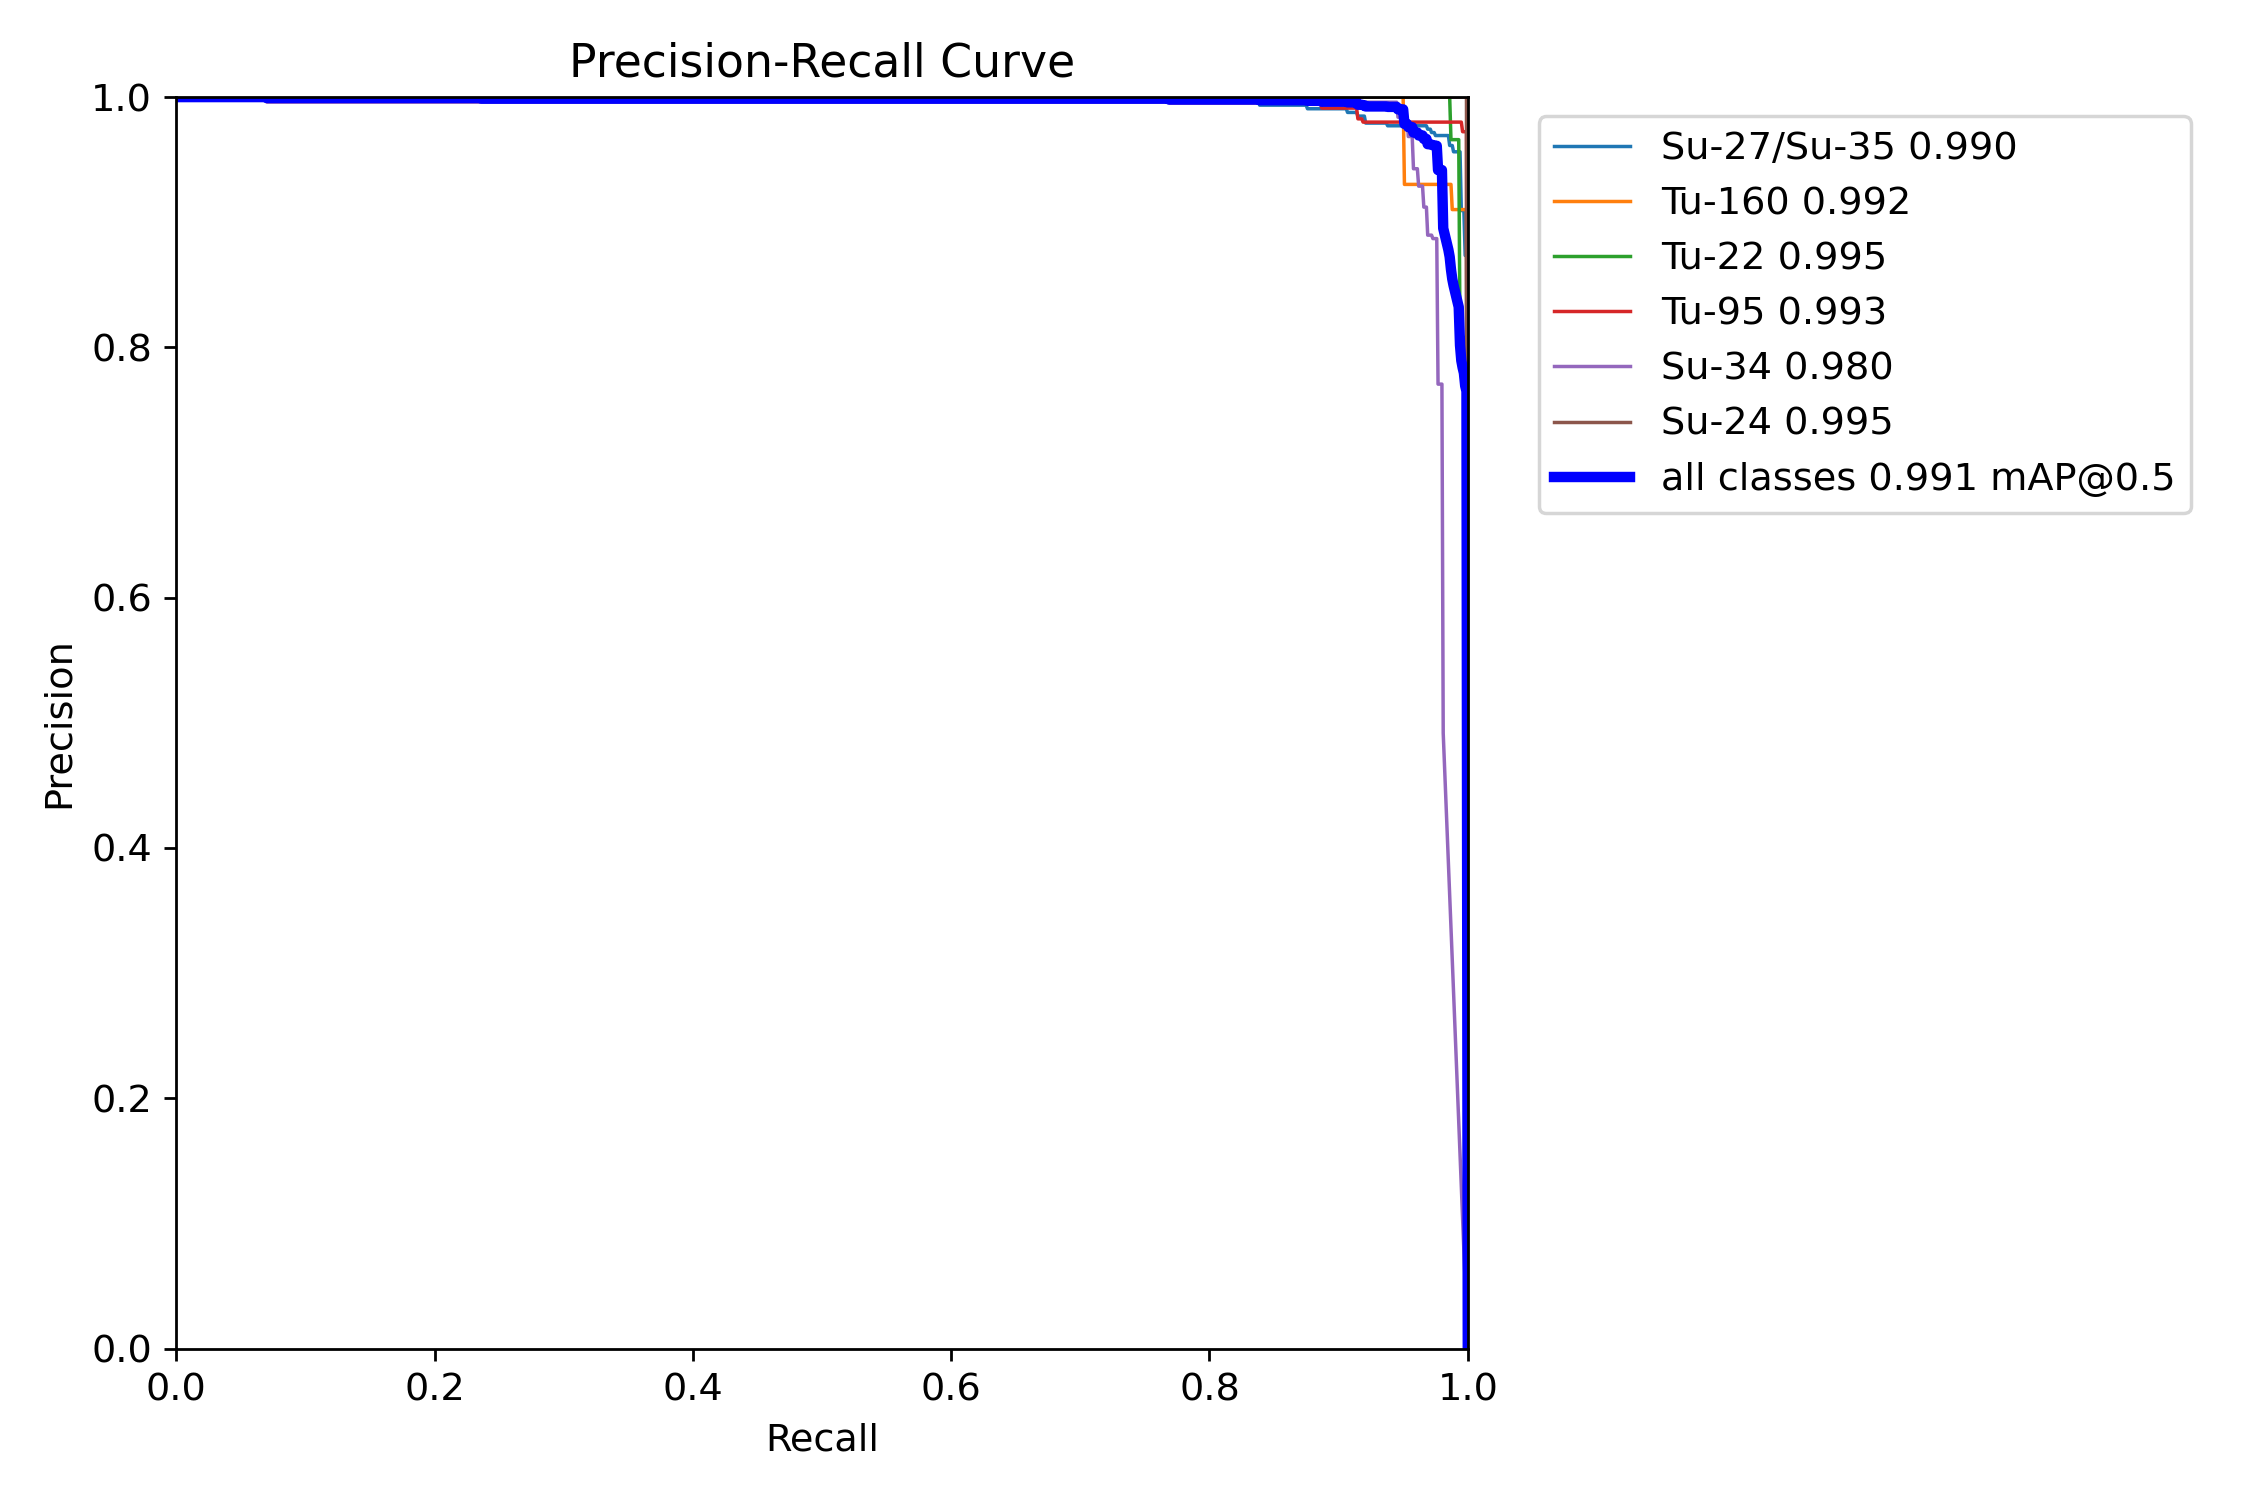 Precision-Recall Curve
1.0
0.8
0.6
0.4
0.2
0.0
Precision
0.0 0.2 0.4 0.6 0.8 1.0
Recall
Su-27/Su-35 0.990
Tu-160 0.992
Tu-22 0.995
Tu-95 0.993
Su-34 0.980
Su-24 0.995
all classes 0.991 mAP@0.5